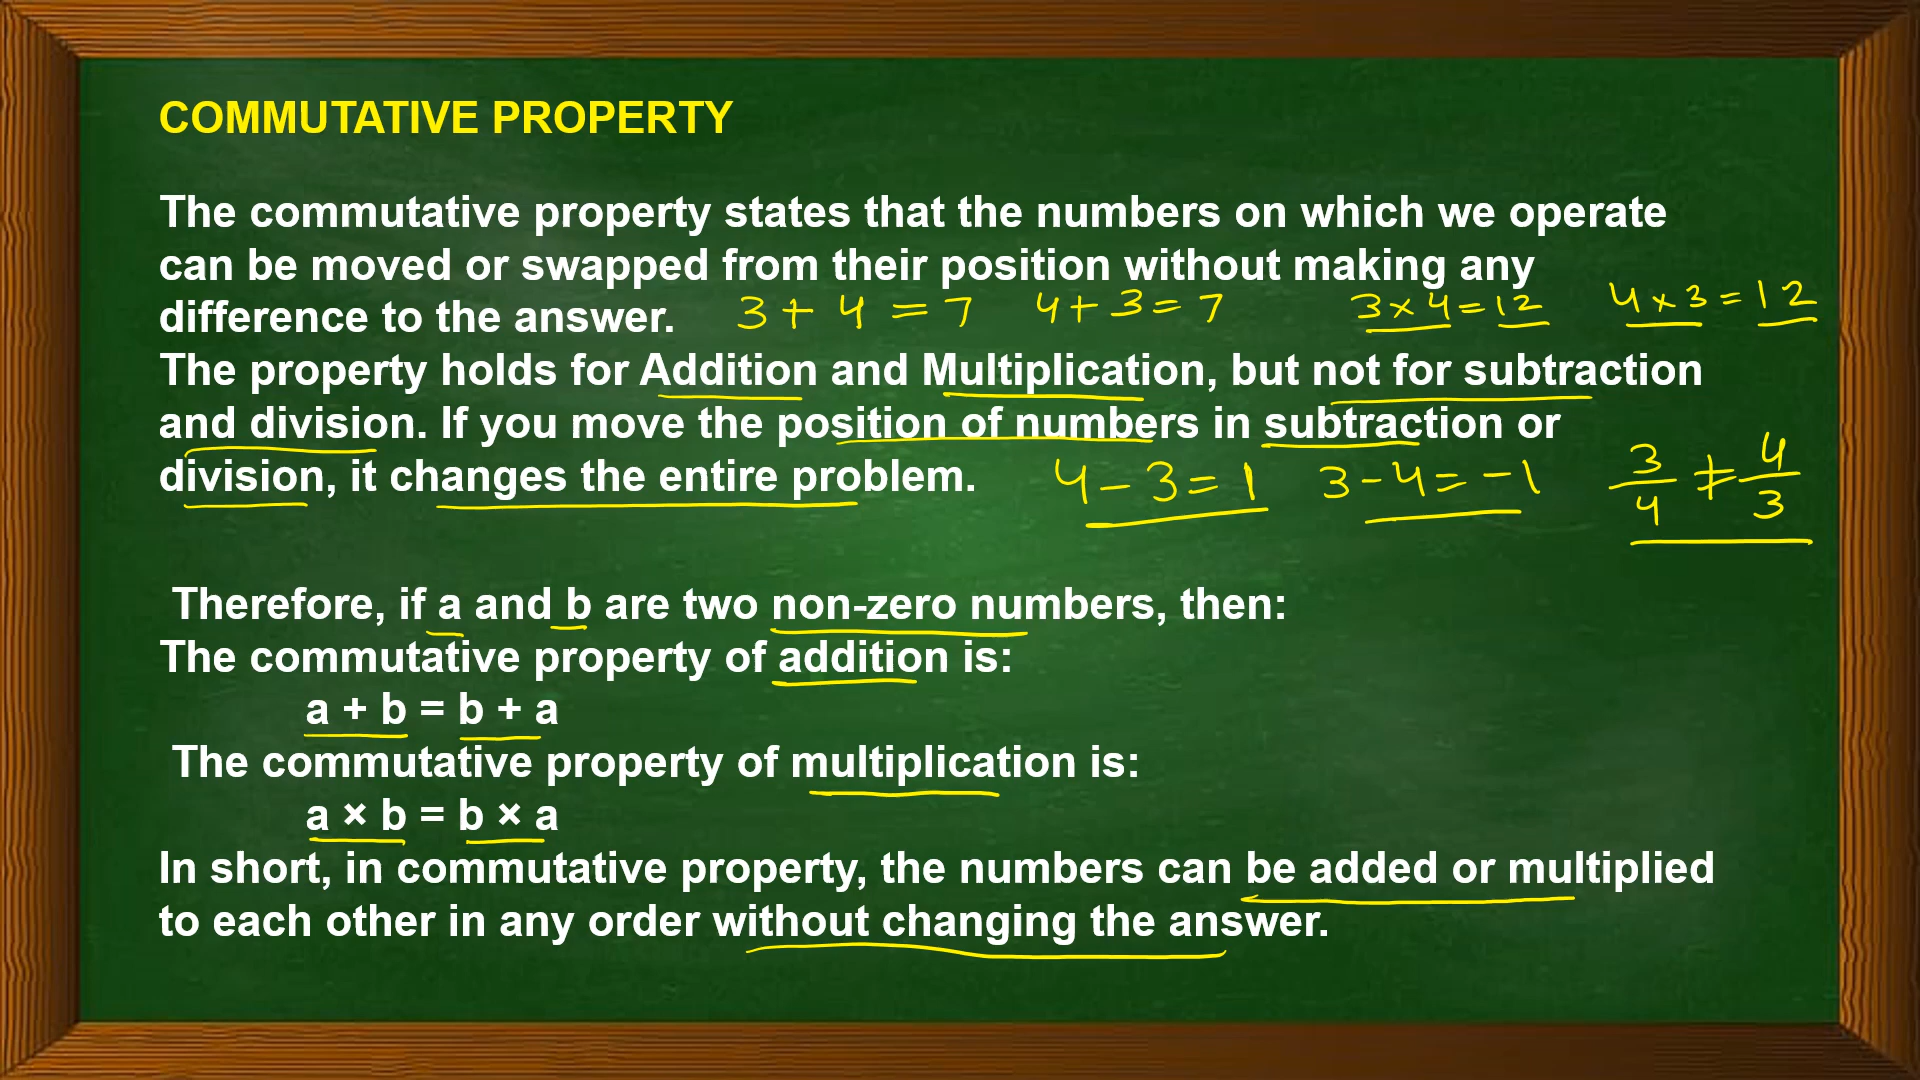 COMMUTATIVE PROPERTY
The commutative property states that the numbers on which we operate
can be moved or swapped from their position without making any
difference to the answer. 3 + 4 = 7 4 + 3 = 7 3 × 4 = 12 4 × 3 = 12
The property holds for Addition and Multiplication, but not for subtraction
and division. If you move the position of numbers in subtraction or
division, it changes the entire problem. 4 - 3 = 1 3 - 4 = -1 3/4 ≠ 4/3
Therefore, if a and b are two non-zero numbers, then:
The commutative property of addition is:
a + b = b + a
The commutative property of multiplication is:
a × b = b × a
In short, in commutative property, the numbers can be added or multiplied
to each other in any order without changing the answer.